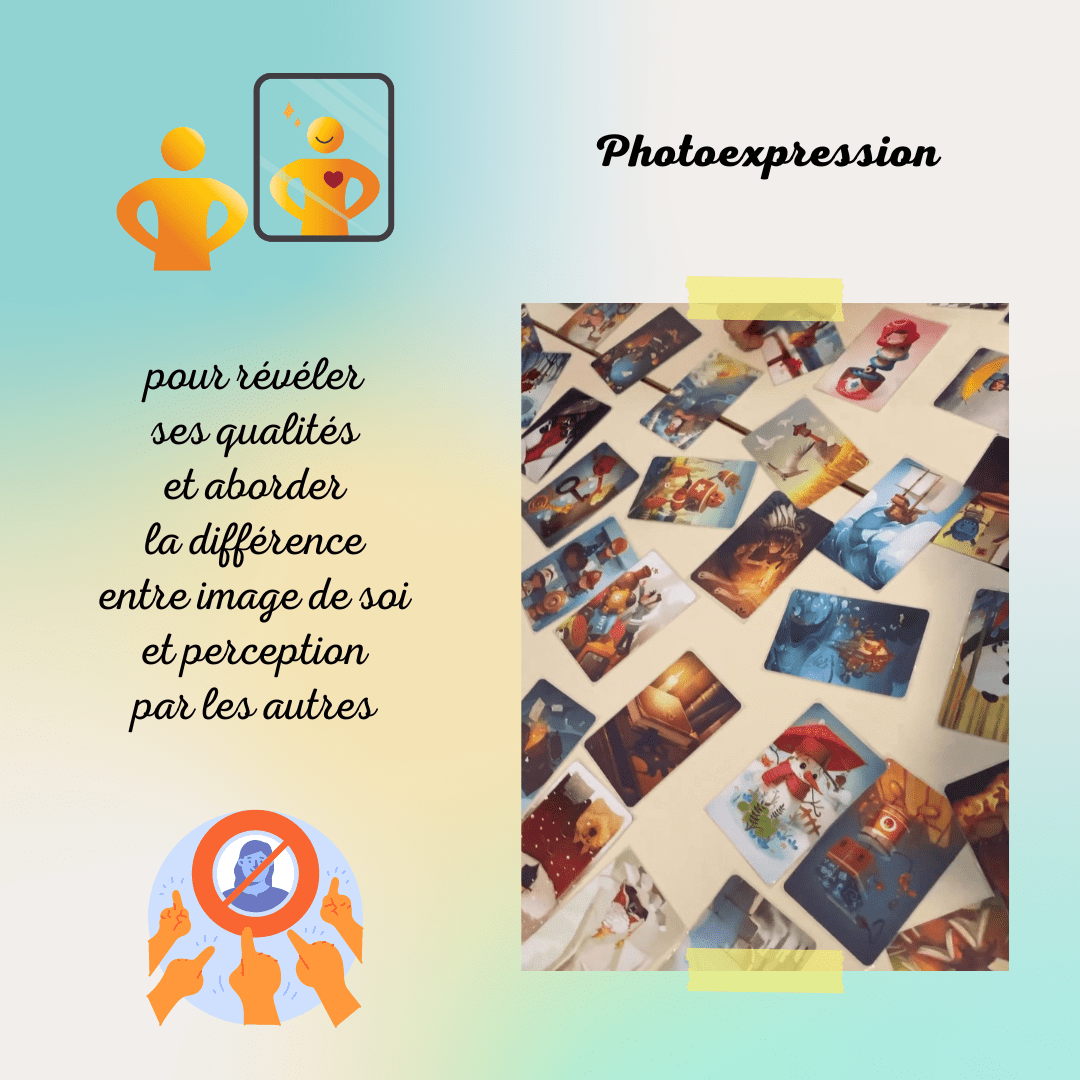 Photoexpression
pour révéler
ses qualités
et aborder
la différence
entre image de soi
et perception
par les autres